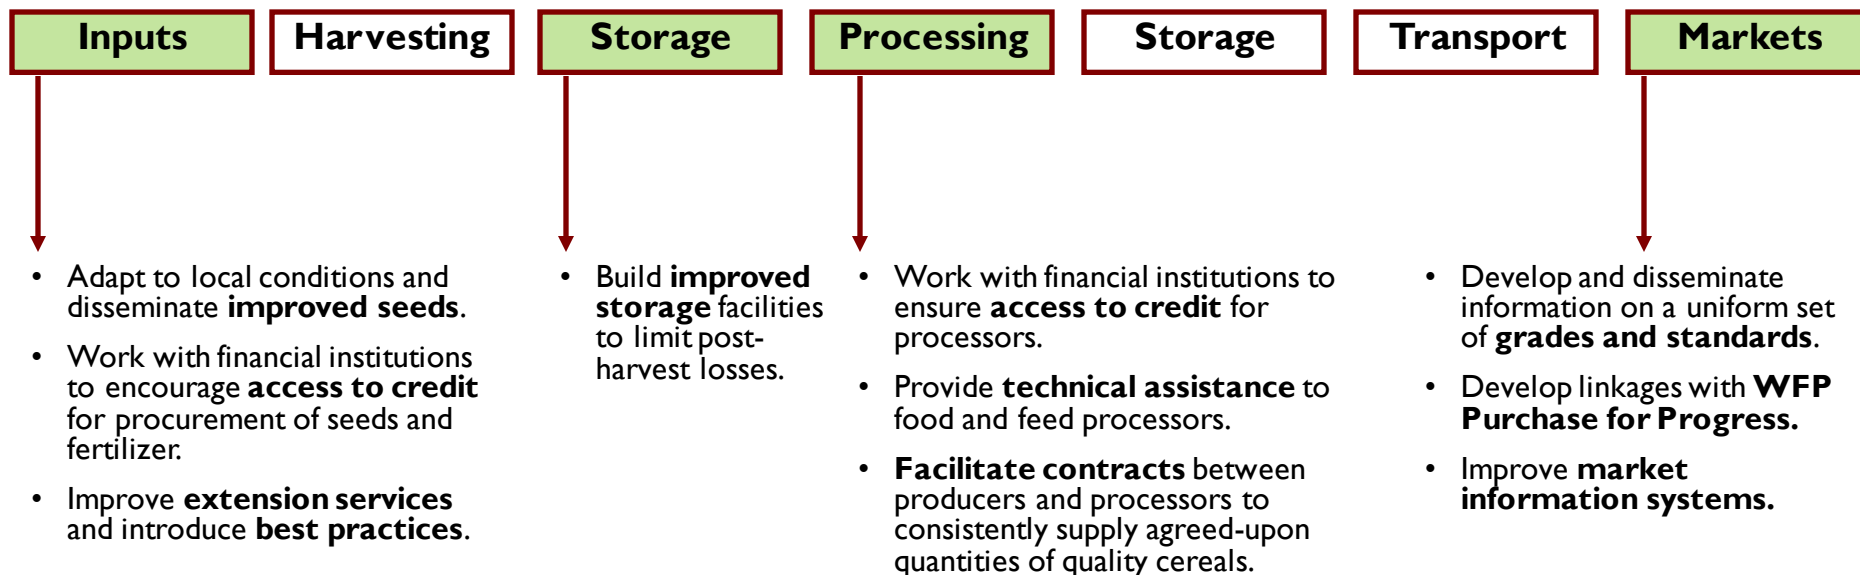 Inputs
Harvesting
Storage
Processing
Storage
Transport
Markets
• Adapt to local conditions and
disseminate improved seeds.
• Work with financial institutions
to encourage access to credit
for procurement of seeds and
fertilizer.
• Improve extension services
and introduce best practices.
• Build improved
storage facilities
to limit post-
harvest losses.
• Work with financial institutions to
ensure access to credit for
processors.
• Provide technical assistance to
food and feed processors.
• Facilitate contracts between
producers and processors to
consistently supply agreed-upon
quantities of quality cereals.
• Develop and disseminate
information on a uniform set
of grades and standards.
• Develop linkages with WFP
Purchase for Progress.
• Improve market
information systems.